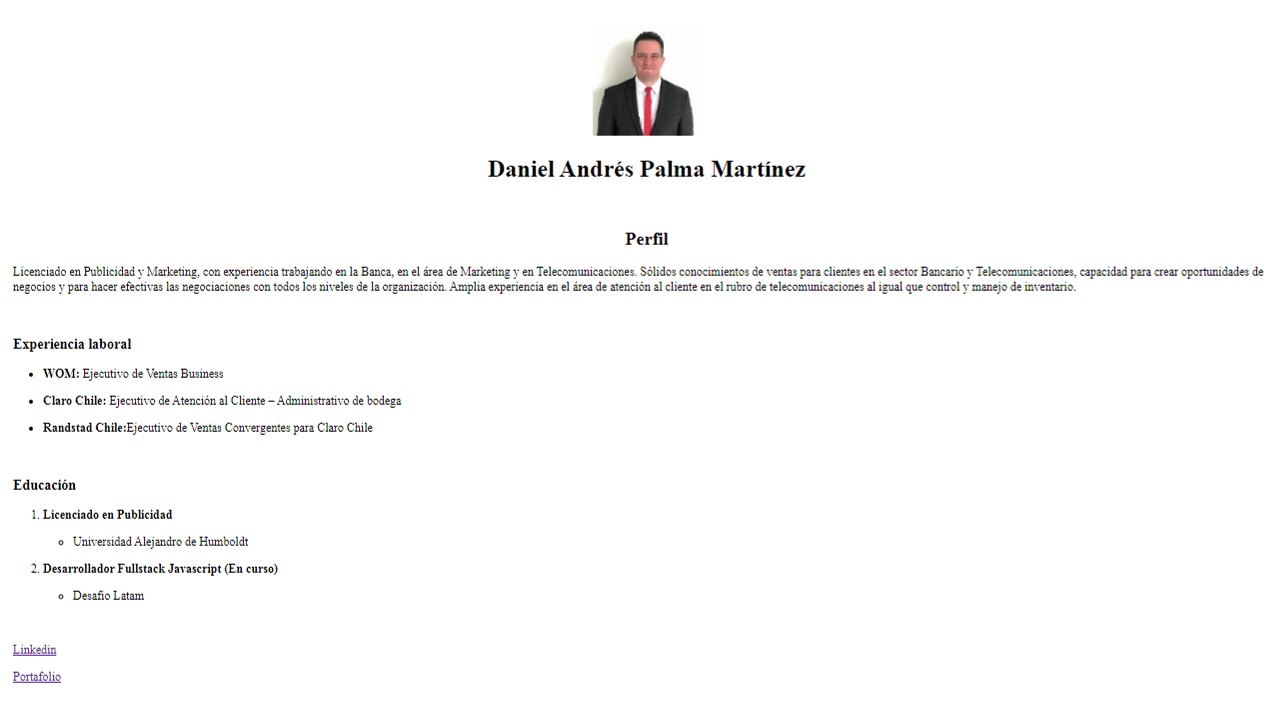 Daniel Andrés Palma Martínez
Perfil
Licenciado en Publicidad y Marketing, con experiencia trabajando en la Banca, en el área de Marketing y en Telecomunicaciones. Sólidos conocimientos de ventas para clientes en el sector Bancario y Telecomunicaciones, capacidad para crear oportunidades de
negocios y para hacer efectivas las negociaciones con todos los niveles de la organización. Amplia experiencia en el área de atención al cliente en el rubro de telecomunicaciones al igual que control y manejo de inventario.
Experiencia laboral
• WOM: Ejecutivo de Ventas Business
• Claro Chile: Ejecutivo de Atención al Cliente – Administrativo de bodega
• Randstad Chile:Ejecutivo de Ventas Convergentes para Claro Chile
Educación
1. Licenciado en Publicidad
◦ Universidad Alejandro de Humboldt
2. Desarrollador Fullstack Javascript (En curso)
◦ Desafio Latam
Linkedin
Portafolio